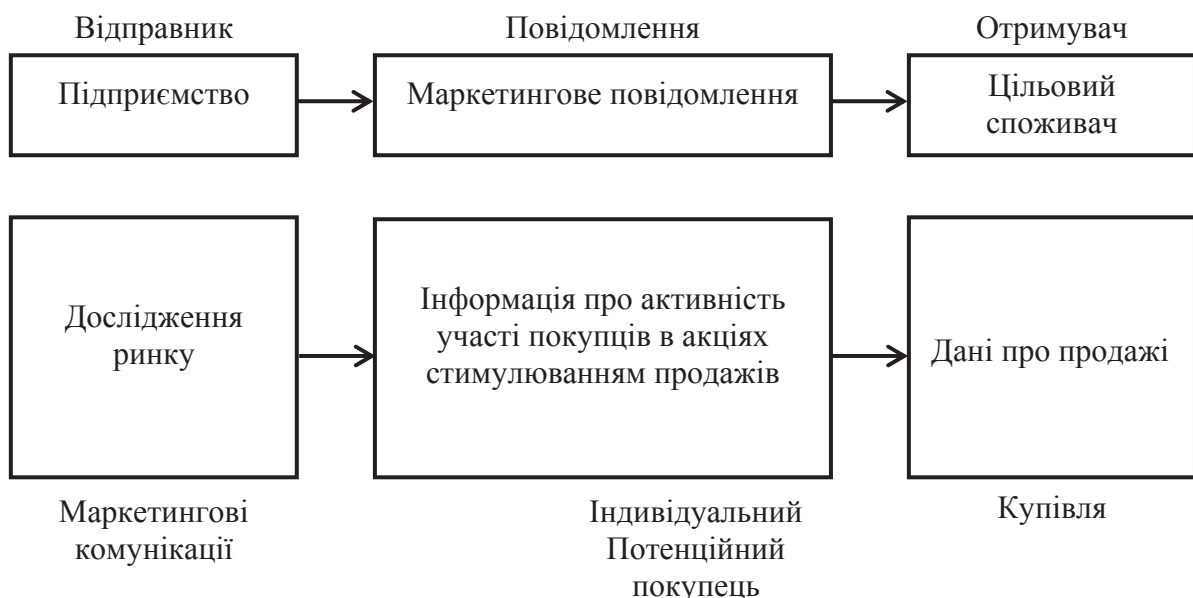 Відправник
Повідомлення
Отримувач
Підприємство
Маркетингове повідомлення
Цільовий
споживач
Дослідження
ринку
Інформація про активність
участі покупців в акціях
стимулюванням продажів
Дані про продажі
Маркетингові
комунікації
Індивідуальний
Потенційний
покупець
Купівля